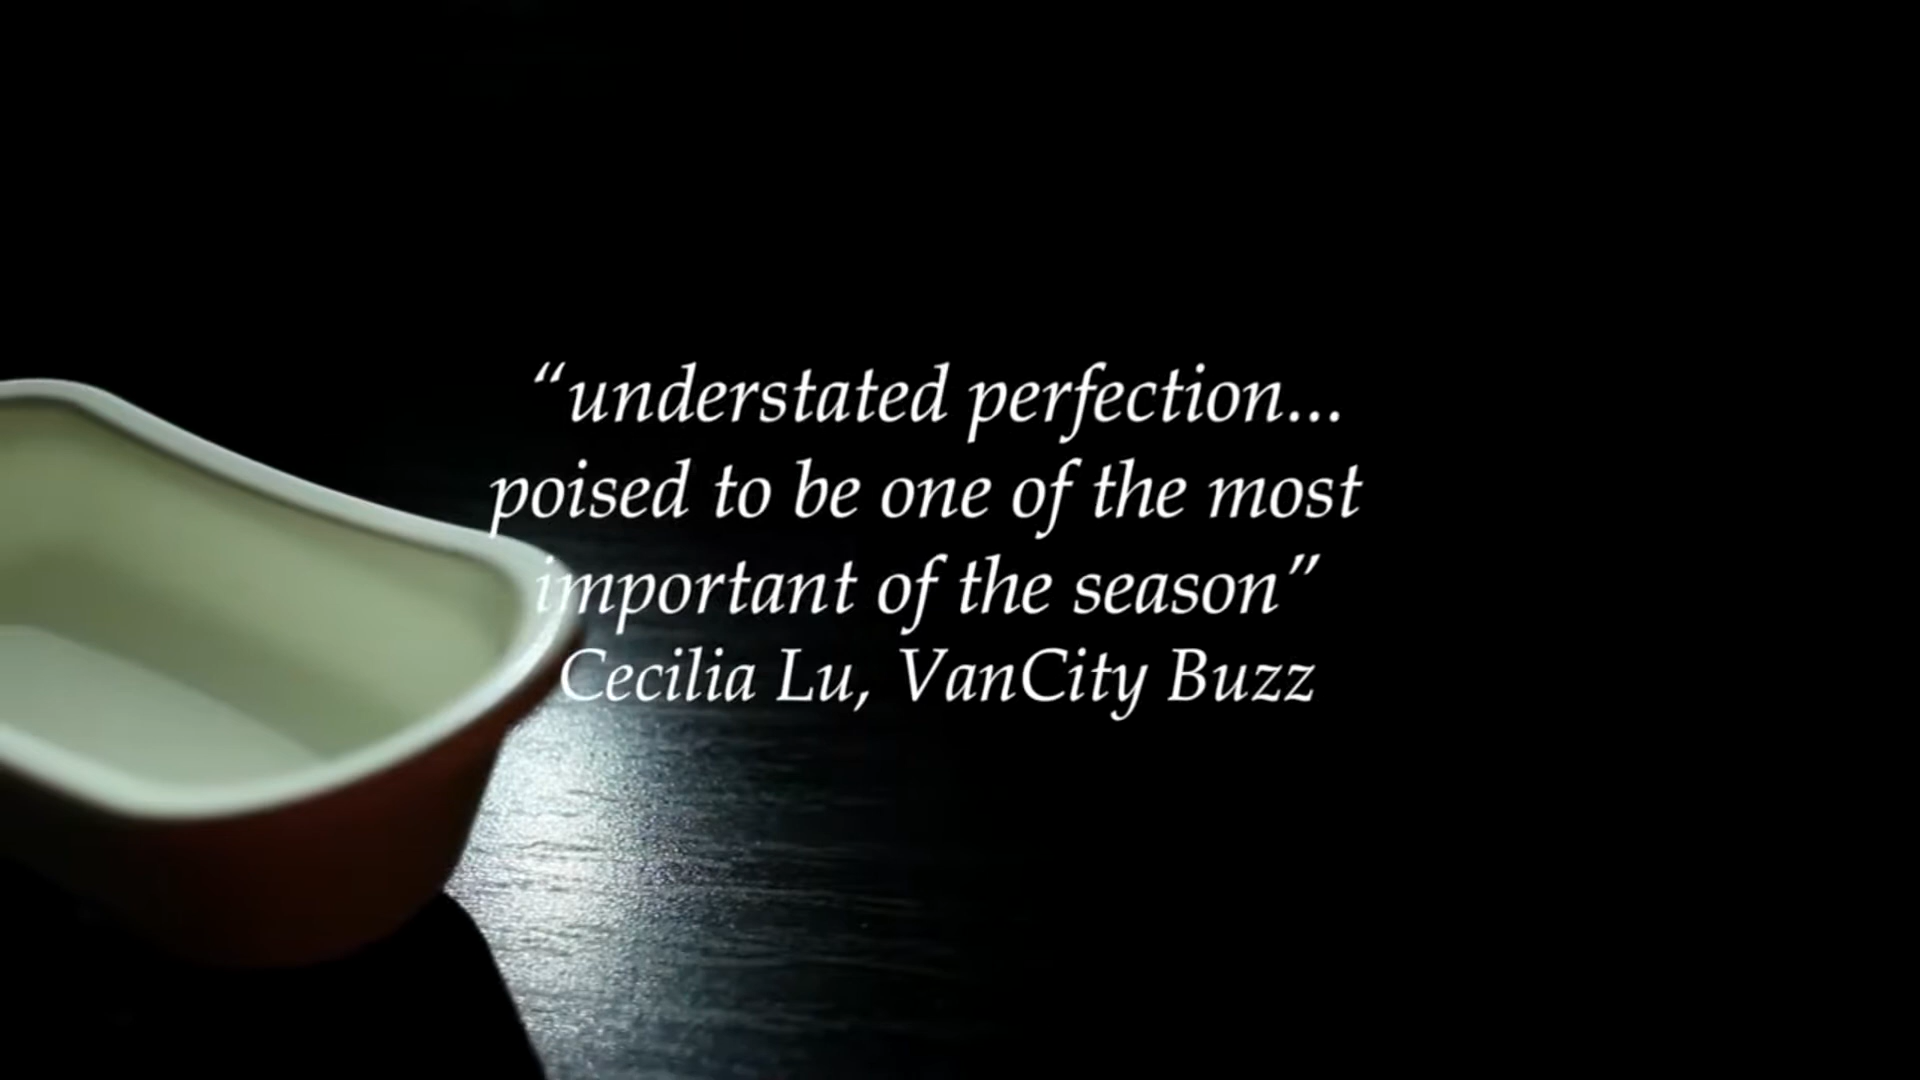 “understated perfection...
poised to be one of the most
important of the season”
Cecilia Lu, VanCity Buzz